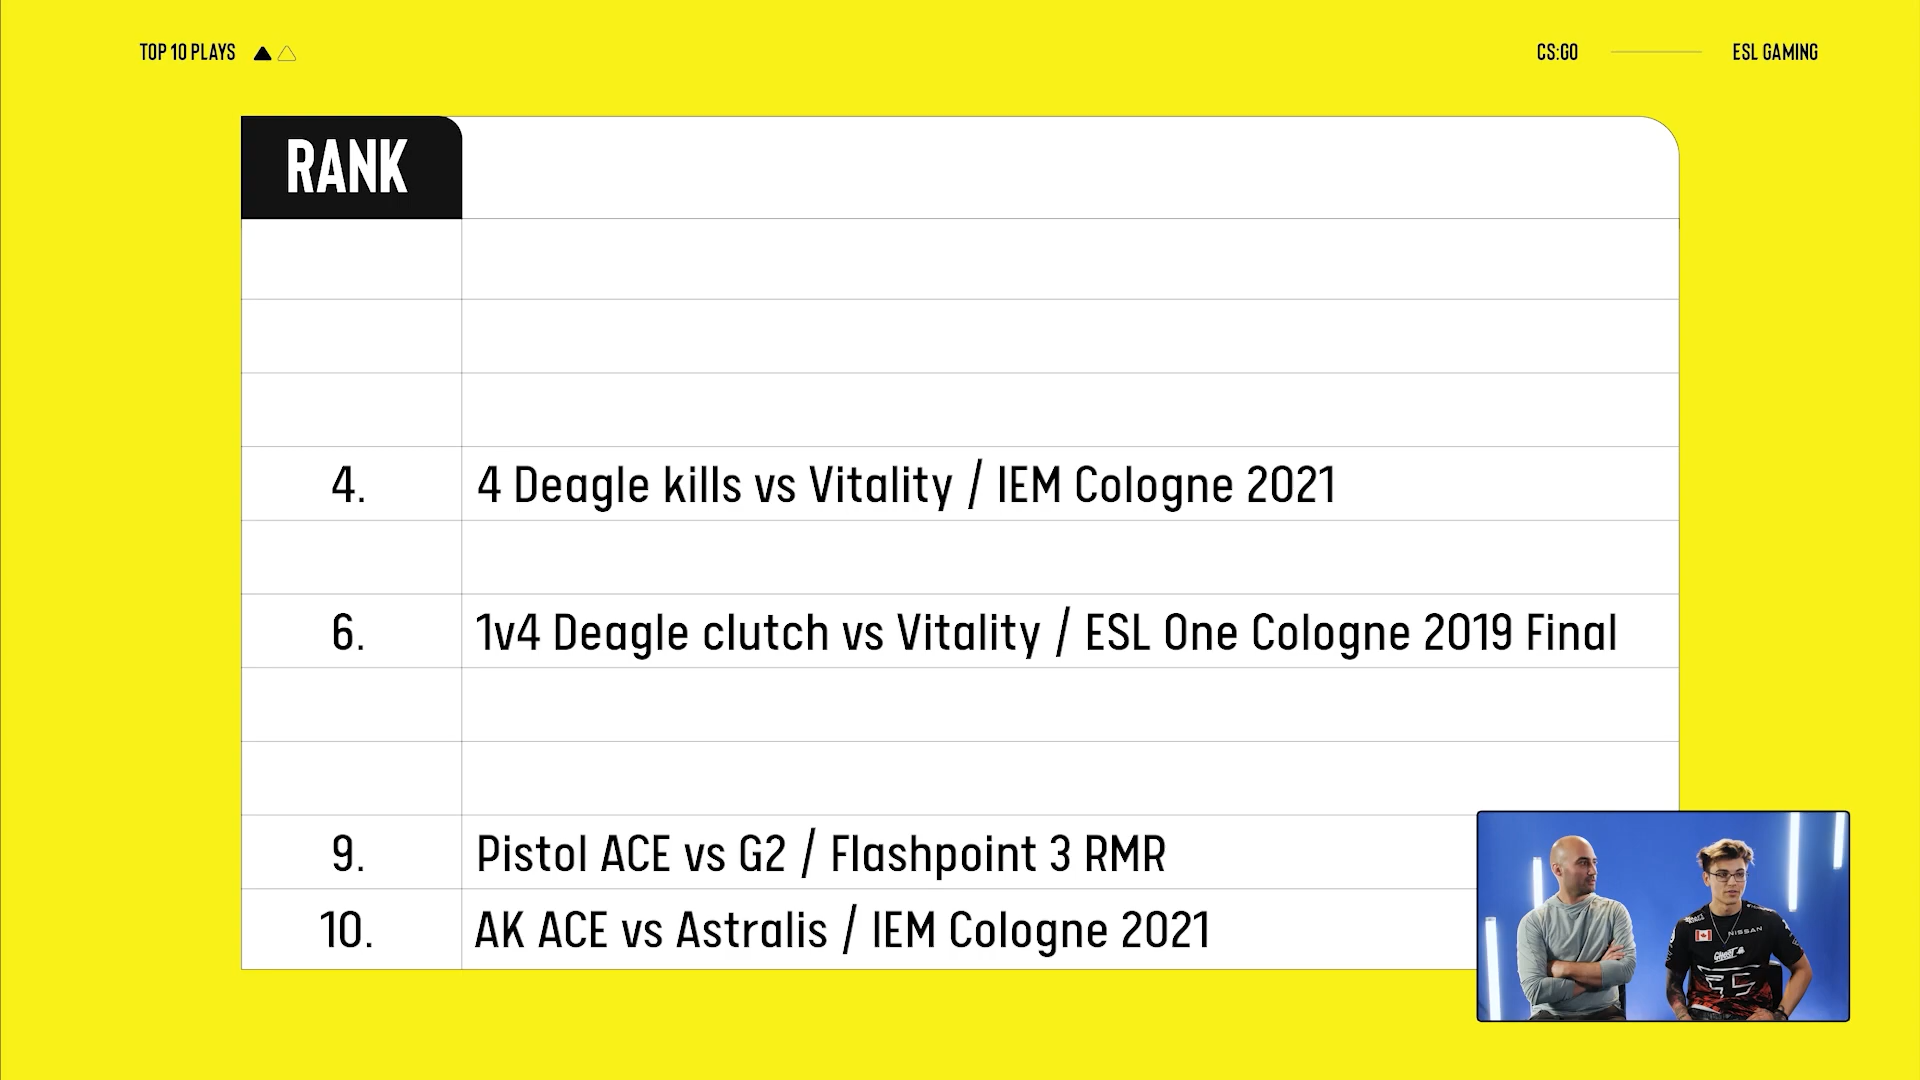 TOP 10 PLAYS
CS:GO
ESL GAMING
RANK
4. 4 Deagle kills vs Vitality / IEM Cologne 2021
6. 1v4 Deagle clutch vs Vitality / ESL One Cologne 2019 Final
9. Pistol ACE vs G2 / Flashpoint 3 RMR
10. AK ACE vs Astralis / IEM Cologne 2021
NISSAN
GHOST